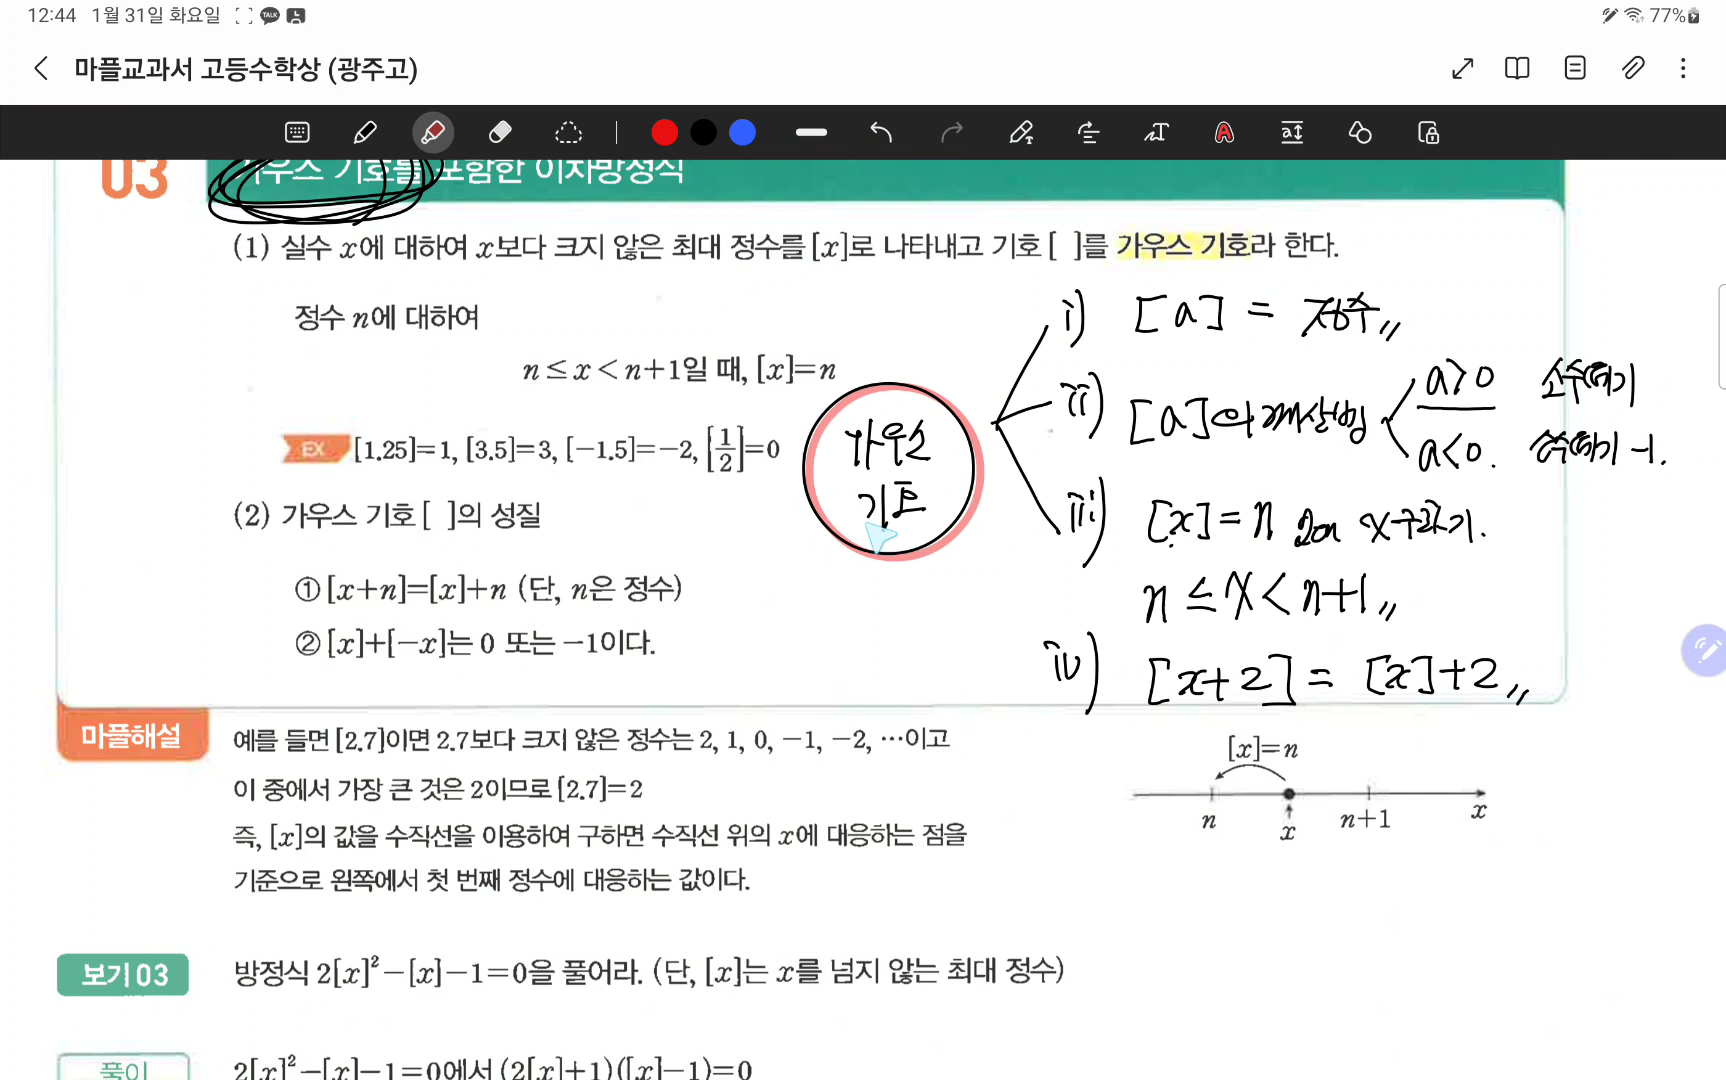 12:44 1월 31일 화요일
77%
마플교과서 고등수학상 (광주고)
03 가우스 기호를 포함한 이차방정식
(1) 실수 x에 대하여 x보다 크지 않은 최대 정수를 [x]로 나타내고 기호 [ ]를 가우스 기호라 한다.
정수 n에 대하여
n≤x<n+1일 때, [x]=n
EX [1.25]=1, [3.5]=3, [-1.5]=-2, [1/2]=0
(2) 가우스 기호 [ ]의 성질
① [x+n]=[x]+n (단, n은 정수)
② [x]+[-x]는 0 또는 -1이다.
가우스
기호
i) [a] = 정수
ii) [a]의 계산법
a>0 소수떼기
a<0. 소수떼기 -1.
iii) [x]=n 일때 x구하기.
n ≤ x < n+1
iv) [x+2] = [x]+2
마플해설
예를 들면 [2.7]이면 2.7보다 크지 않은 정수는 2, 1, 0, -1, -2, ⋯이고
이 중에서 가장 큰 것은 2이므로 [2.7]=2
즉, [x]의 값을 수직선을 이용하여 구하면 수직선 위의 x에 대응하는 점을
기준으로 왼쪽에서 첫 번째 정수에 대응하는 값이다.
[x]=n
n x n+1 x
보기 03 방정식 2[x]²-[x]-1=0을 풀어라. (단, [x]는 x를 넘지 않는 최대 정수)
풀이 2[x]²-[x]-1=0에서 (2[x]+1)([x]-1)=0